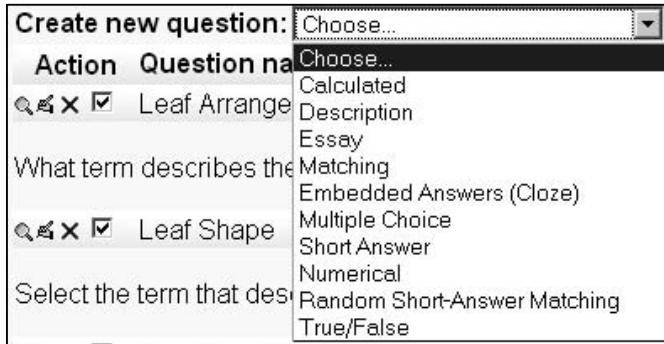 Create new question: Choose...
Action Question na
Choose...
Calculated
Description
Essay
Matching
Embedded Answers (Cloze)
Multiple Choice
Short Answer
Numerical
Random Short-Answer Matching
True/False
Leaf Arrange
What term describes the
Leaf Shape
Select the term that des